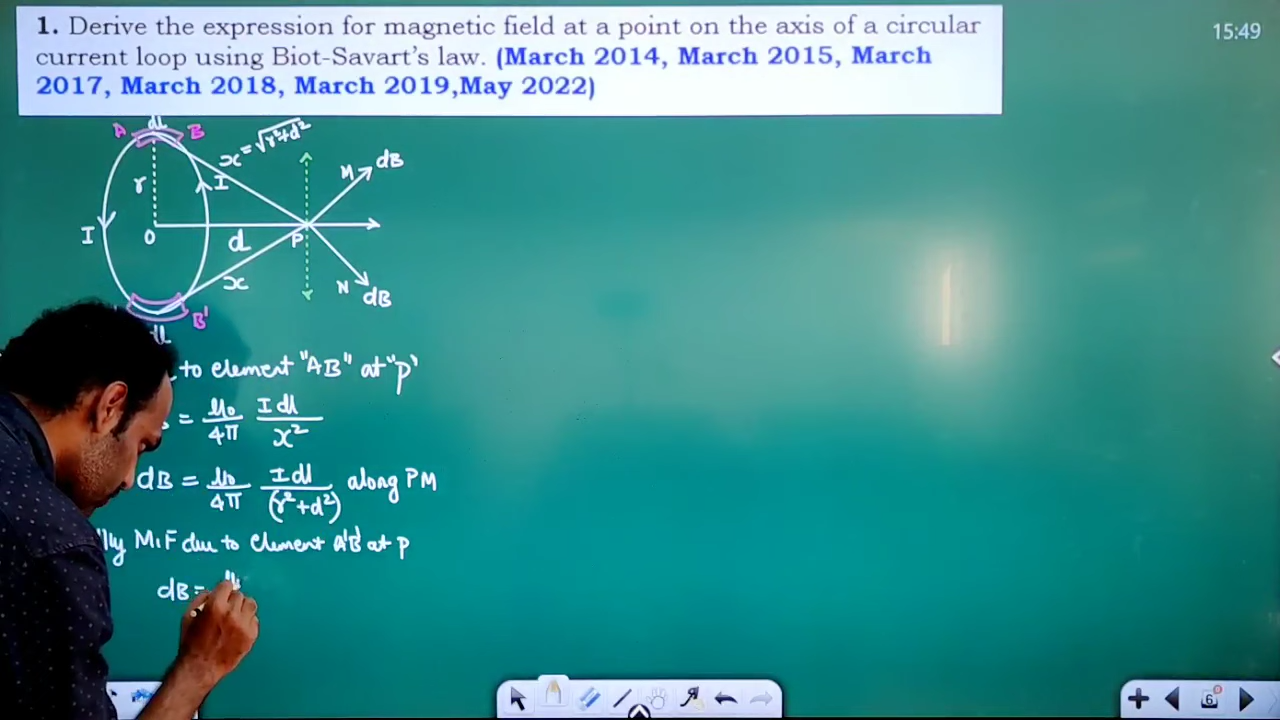 1. Derive the expression for magnetic field at a point on the axis of a circular
current loop using Biot-Savart's law. (March 2014, March 2015, March
2017, March 2018, March 2019,May 2022)
15:49
A dl B
x = √r²+d²
M dB
r I
I O d P
x N dB
B'
dl
to element "AB" at "P"
= μ₀/4π Idl/x²
dB = μ₀/4π Idl/(r²+d²) along PM
lly M.F due to element A'B' at P
dB =
6